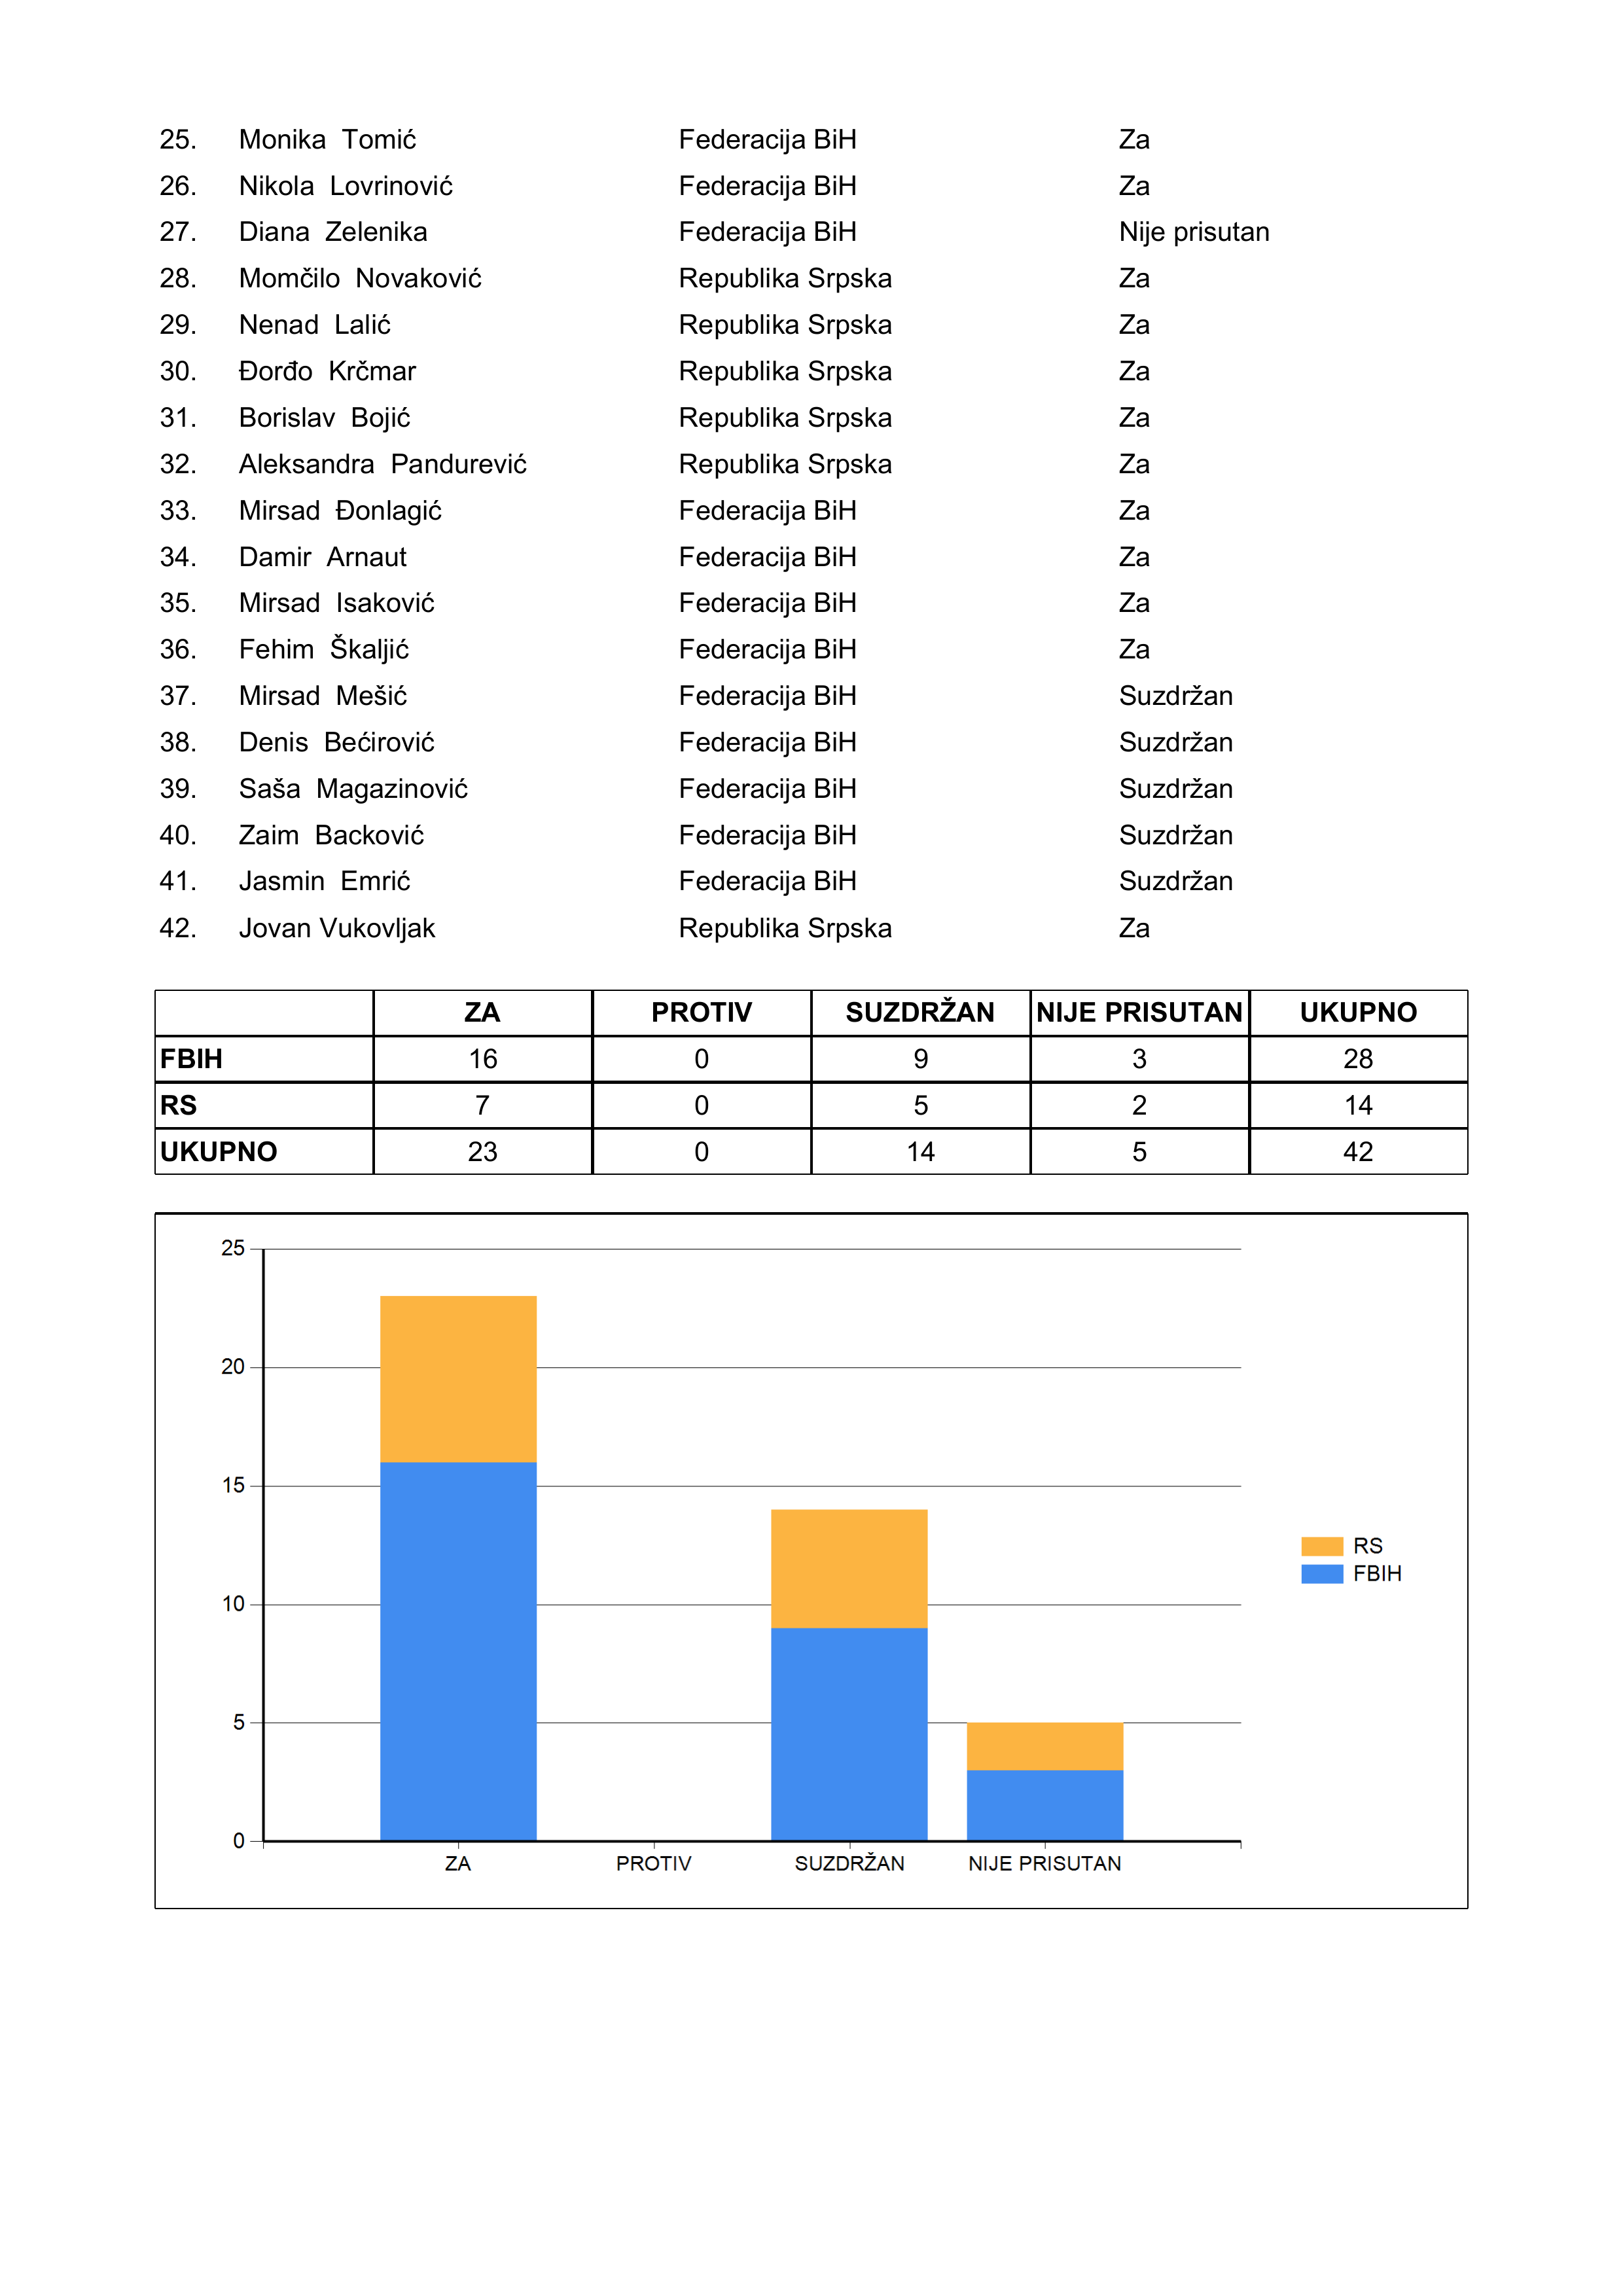 25. Monika Tomić Federacija BiH Za
26. Nikola Lovrinović Federacija BiH Za
27. Diana Zelenika Federacija BiH Nije prisutan
28. Momčilo Novaković Republika Srpska Za
29. Nenad Lalić Republika Srpska Za
30. Đorđo Krčmar Republika Srpska Za
31. Borislav Bojić Republika Srpska Za
32. Aleksandra Pandurević Republika Srpska Za
33. Mirsad Đonlagić Federacija BiH Za
34. Damir Arnaut Federacija BiH Za
35. Mirsad Isaković Federacija BiH Za
36. Fehim Škaljić Federacija BiH Za
37. Mirsad Mešić Federacija BiH Suzdržan
38. Denis Bećirović Federacija BiH Suzdržan
39. Saša Magazinović Federacija BiH Suzdržan
40. Zaim Backović Federacija BiH Suzdržan
41. Jasmin Emrić Federacija BiH Suzdržan
42. Jovan Vukovljak Republika Srpska Za
ZA PROTIV SUZDRŽAN NIJE PRISUTAN UKUPNO
FBIH 16 0 9 3 28
RS 7 0 5 2 14
UKUPNO 23 0 14 5 42
25
20
15
10
5
0
ZA PROTIV SUZDRŽAN NIJE PRISUTAN
RS
FBIH